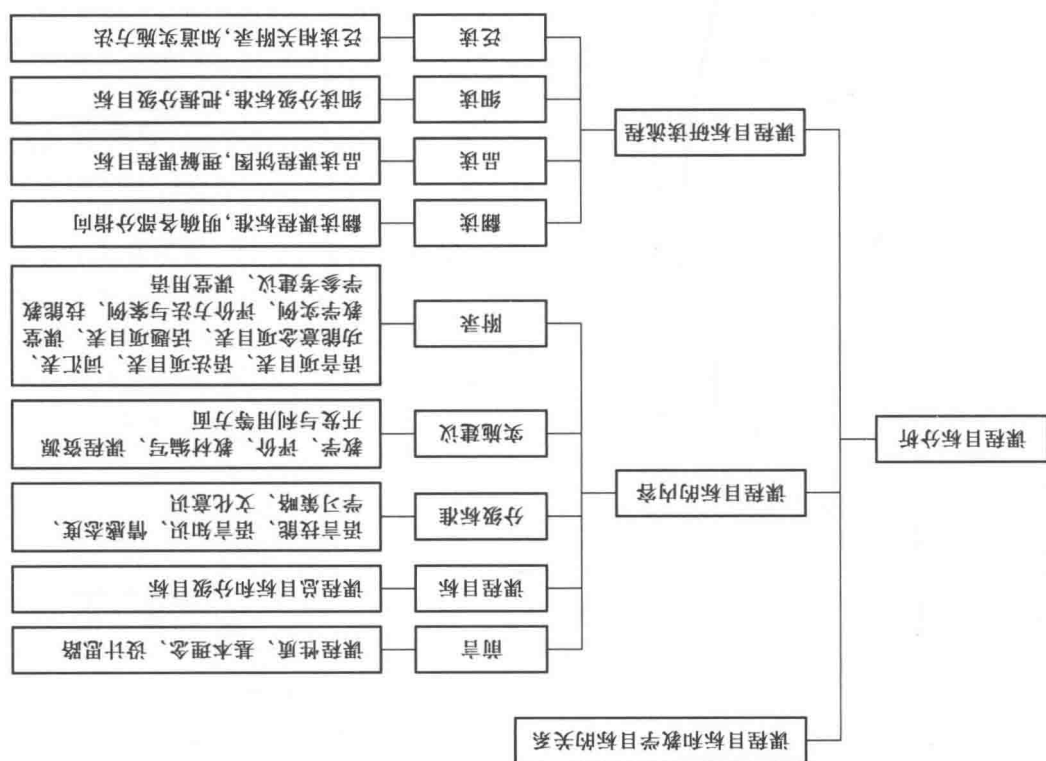 课程目标分析
课程目标和教学目标的关系
课程目标的内容
前言
课程性质、基本理念、设计思路
课程目标
课程总目标和分级目标
分级标准
语言技能、语言知识、情感态度、
学习策略、文化意识
实施建议
教学、评价、教材编写、课程资源
开发与利用等方面
附录
语音项目表、语法项目表、词汇表、
功能意念项目表、话题项目表、课堂
教学实例、评价方法与案例、技能教
学参考建议、课堂用语
课程目标研读流程
翻读
翻读课程标准,明确各部分指向
品读
品读课程饼图,理解课程目标
细读
细读分级标准,把握分级目标
泛读
泛读相关附录,知道实施方法